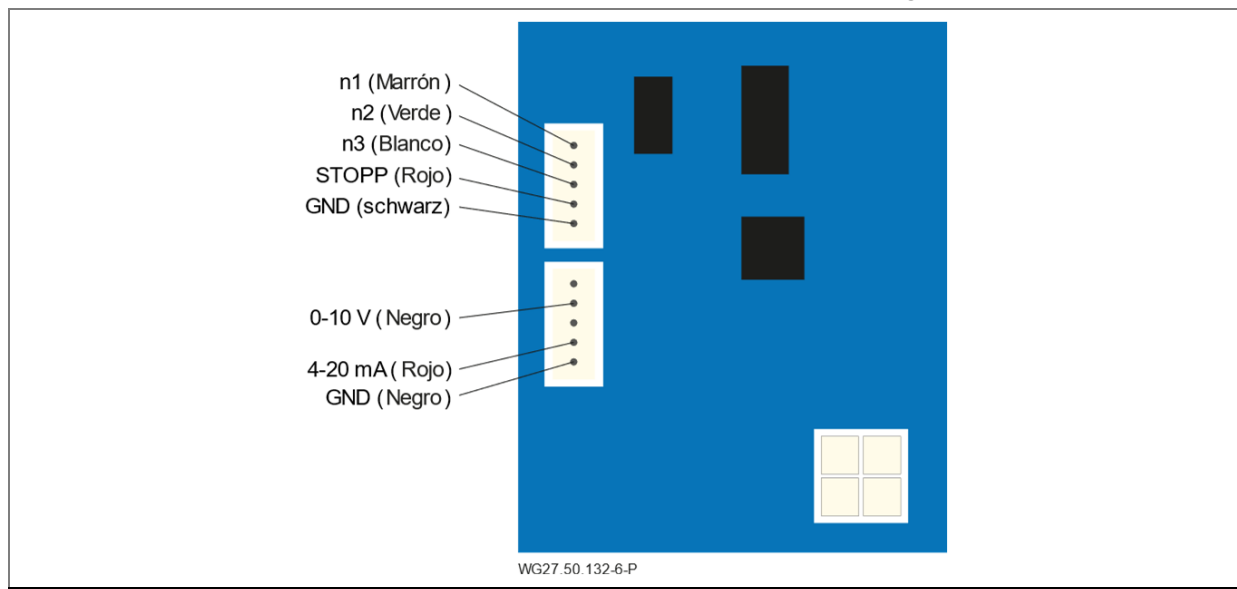 n1 (Marrón )
n2 (Verde )
n3 (Blanco)
STOPP (Rojo)
GND (schwarz)
0-10 V ( Negro)
4-20 mA ( Rojo)
GND (Negro)
WG27.50.132-6-P